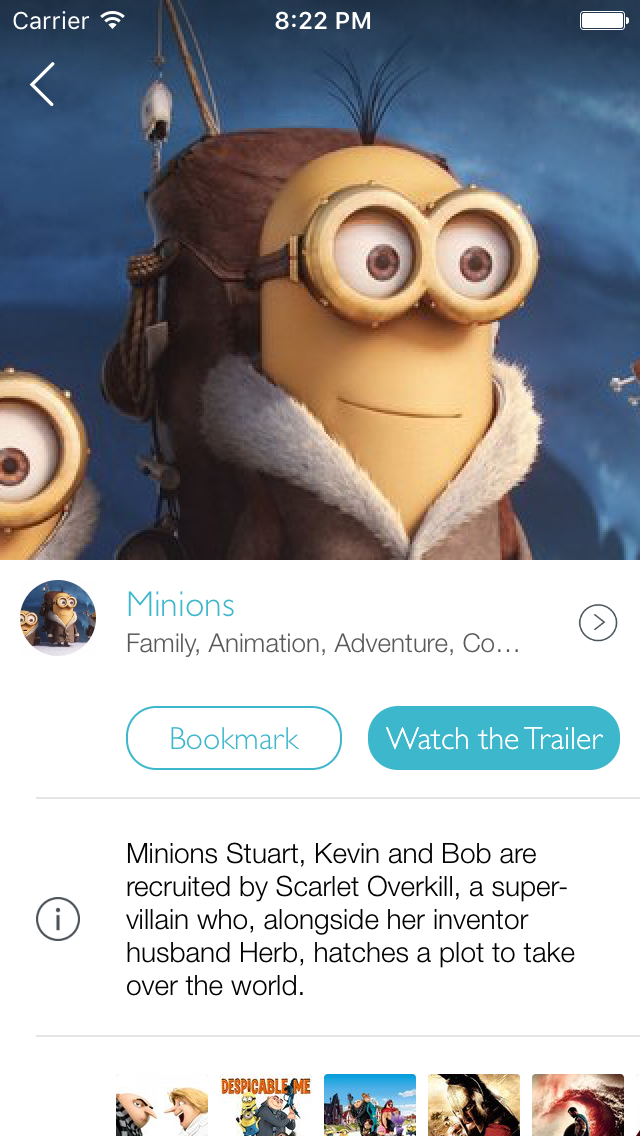 Carrier 8:22 PM
Minions
Family, Animation, Adventure, Co...
Bookmark
Watch the Trailer
Minions Stuart, Kevin and Bob are
recruited by Scarlet Overkill, a super-
villain who, alongside her inventor
husband Herb, hatches a plot to take
over the world.
DESPICABLE ME